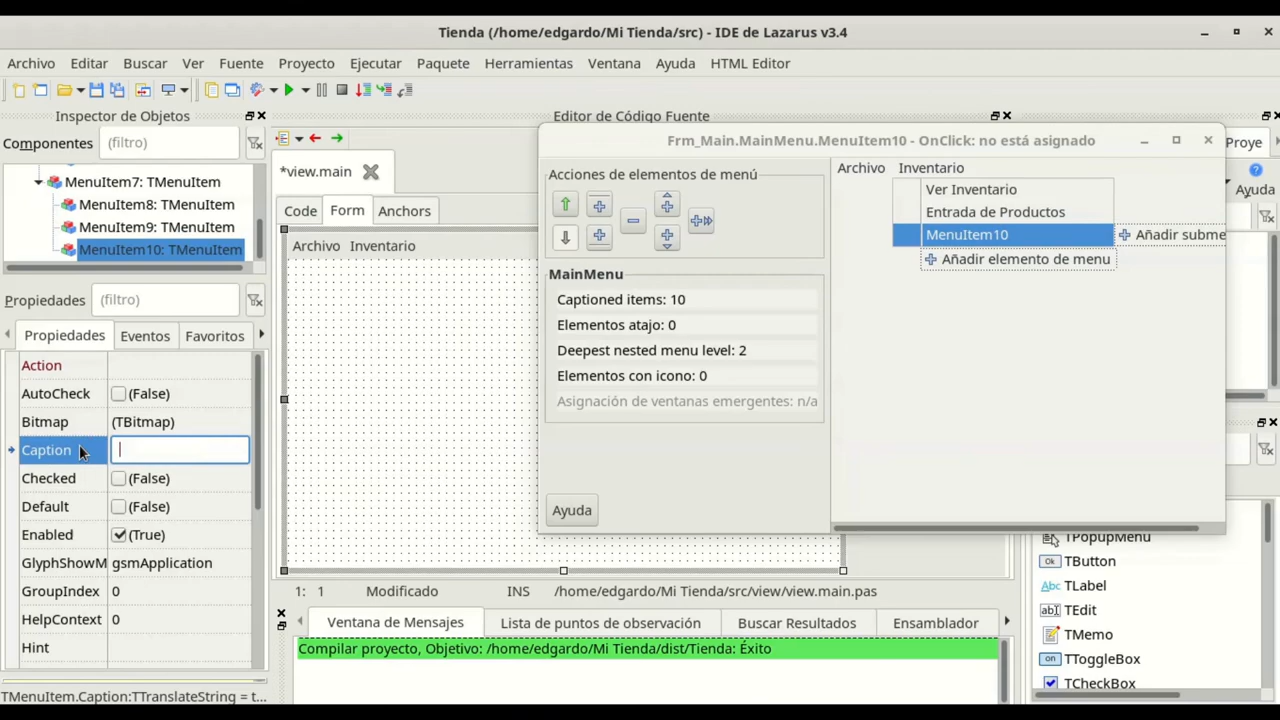 Tienda (/home/edgardo/Mi Tienda/src) - IDE de Lazarus v3.4
Archivo Editar Buscar Ver Fuente Proyecto Ejecutar Paquete Herramientas Ventana Ayuda HTML Editor
Inspector de Objetos
Componentes (filtro)
MenuItem7: TMenuItem
MenuItem8: TMenuItem
MenuItem9: TMenuItem
MenuItem10: TMenuItem
Propiedades (filtro)
Propiedades Eventos Favoritos
Action
AutoCheck (False)
Bitmap (TBitmap)
Caption
Checked (False)
Default (False)
Enabled (True)
GlyphShowM gsmApplication
GroupIndex 0
HelpContext 0
Hint
TMenuItem.Caption:TTranslateString = t...
Editor de Código Fuente
*view.main
Code Form Anchors
Archivo Inventario
Frm_Main.MainMenu.MenuItem10 - OnClick: no está asignado
Acciones de elementos de menú
MainMenu
Captioned items: 10
Elementos atajo: 0
Deepest nested menu level: 2
Elementos con icono: 0
Asignación de ventanas emergentes: n/a
Ayuda
Archivo Inventario
Ver Inventario
Entrada de Productos
MenuItem10 Añadir subme
Añadir elemento de menu
1: 1 Modificado INS /home/edgardo/Mi Tienda/src/view/view.main.pas
Ventana de Mensajes Lista de puntos de observación Buscar Resultados Ensamblador
Compilar proyecto, Objetivo: /home/edgardo/Mi Tienda/dist/Tienda: Éxito
Proye
Ayuda
TPopupMenu
Ok TButton
Abc TLabel
abI TEdit
TMemo
on TToggleBox
TCheckBox